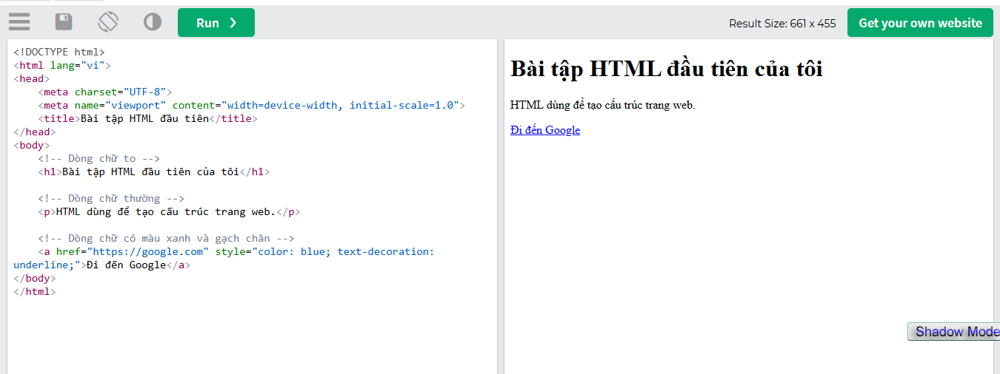 Run ❯
Result Size: 661 x 455
Get your own website
<!DOCTYPE html>
<html lang="vi">
<head>
    <meta charset="UTF-8">
    <meta name="viewport" content="width=device-width, initial-scale=1.0">
    <title>Bài tập HTML đầu tiên</title>
</head>
<body>
    <!-- Dòng chữ to -->
    <h1>Bài tập HTML đầu tiên của tôi</h1>
    <!-- Dòng chữ thường -->
    <p>HTML dùng để tạo cấu trúc trang web.</p>
    <!-- Dòng chữ có màu xanh và gạch chân -->
    <a href="https://google.com" style="color: blue; text-decoration:
underline;">Đi đến Google</a>
</body>
</html>
Bài tập HTML đầu tiên của tôi
HTML dùng để tạo cấu trúc trang web.
Đi đến Google
Shadow Mode